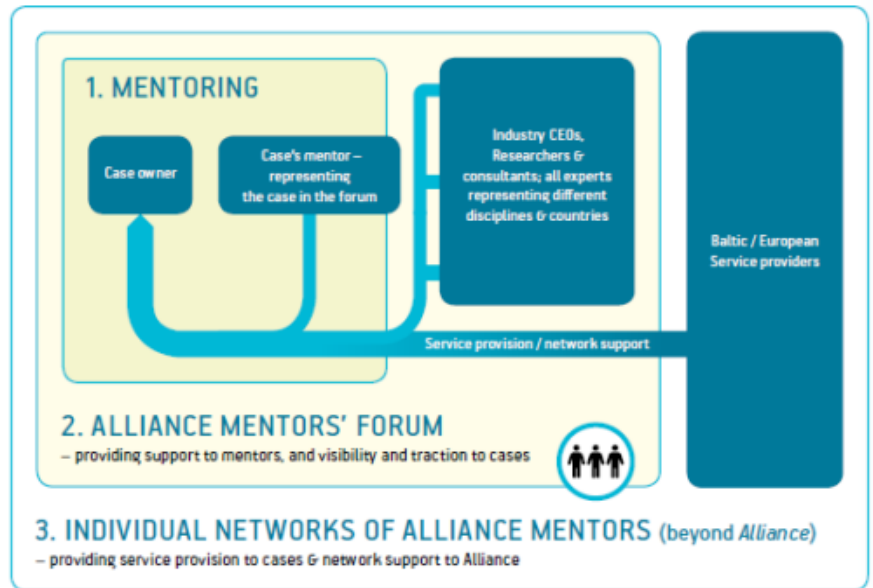 1. MENTORING
Case owner
Case's mentor –
representing
the case in the forum
Industry CEOs,
Researchers &
consultants; all experts
representing different
disciplines & countries
Baltic / European
Service providers
Service provision / network support
2. ALLIANCE MENTORS' FORUM
– providing support to mentors, and visibility and traction to cases
3. INDIVIDUAL NETWORKS OF ALLIANCE MENTORS (beyond Alliance)
– providing service provision to cases & network support to Alliance